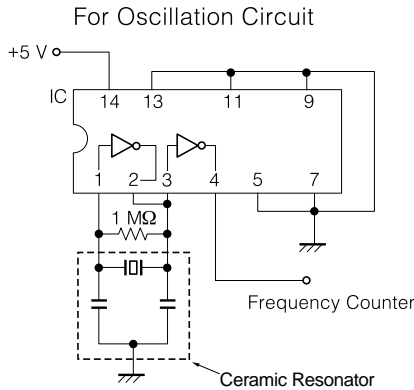 For Oscillation Circuit
+5 V
IC
14 13 11 9
1 2 3 4 5 7
1 MΩ
Frequency Counter
Ceramic Resonator